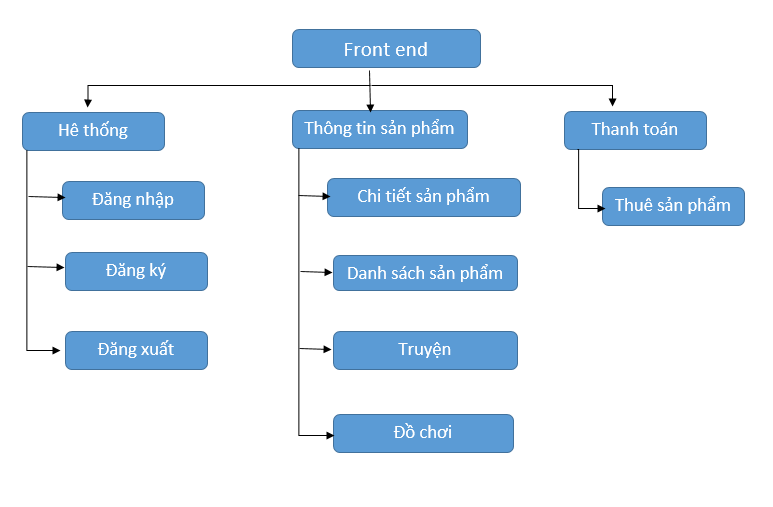 Front end
Hê thống
Thông tin sản phẩm
Thanh toán
Đăng nhập
Chi tiết sản phẩm
Thuê sản phẩm
Đăng ký
Danh sách sản phẩm
Đăng xuất
Truyện
Đồ chơi